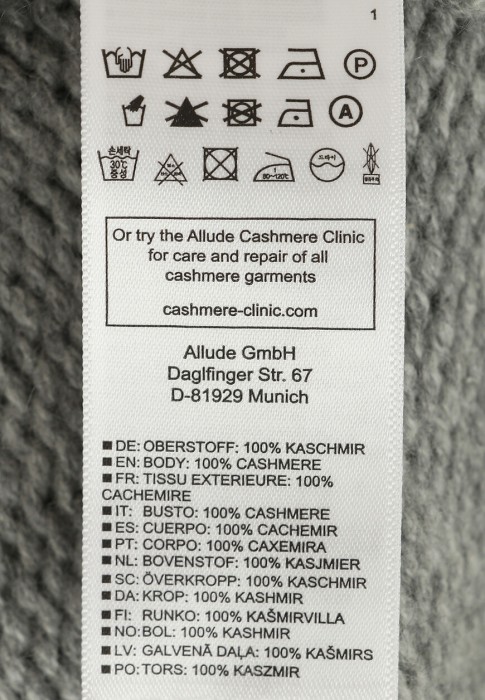 1
P
A
손세탁
30℃
중성
드라이
80~120℃
Or try the Allude Cashmere Clinic
for care and repair of all
cashmere garments
cashmere-clinic.com
Allude GmbH
Daglfinger Str. 67
D-81929 Munich
DE: OBERSTOFF: 100% KASCHMIR
EN: BODY: 100% CASHMERE
FR: TISSU EXTERIEURE: 100%
CACHEMIRE
IT: BUSTO: 100% CASHMERE
ES: CUERPO: 100% CACHEMIR
PT: CORPO: 100% CAXEMIRA
NL: BOVENSTOF: 100% KASJMIER
SC: ÖVERKROPP: 100% KASCHMIR
DA: KROP: 100% KASHMIR
FI: RUNKO: 100% KAŠMIRVILLA
NO: BOL: 100% KASHMIR
LV: GALVENĀ DAĻA: 100% KAŠMIRS
PO: TORS: 100% KASZMIR